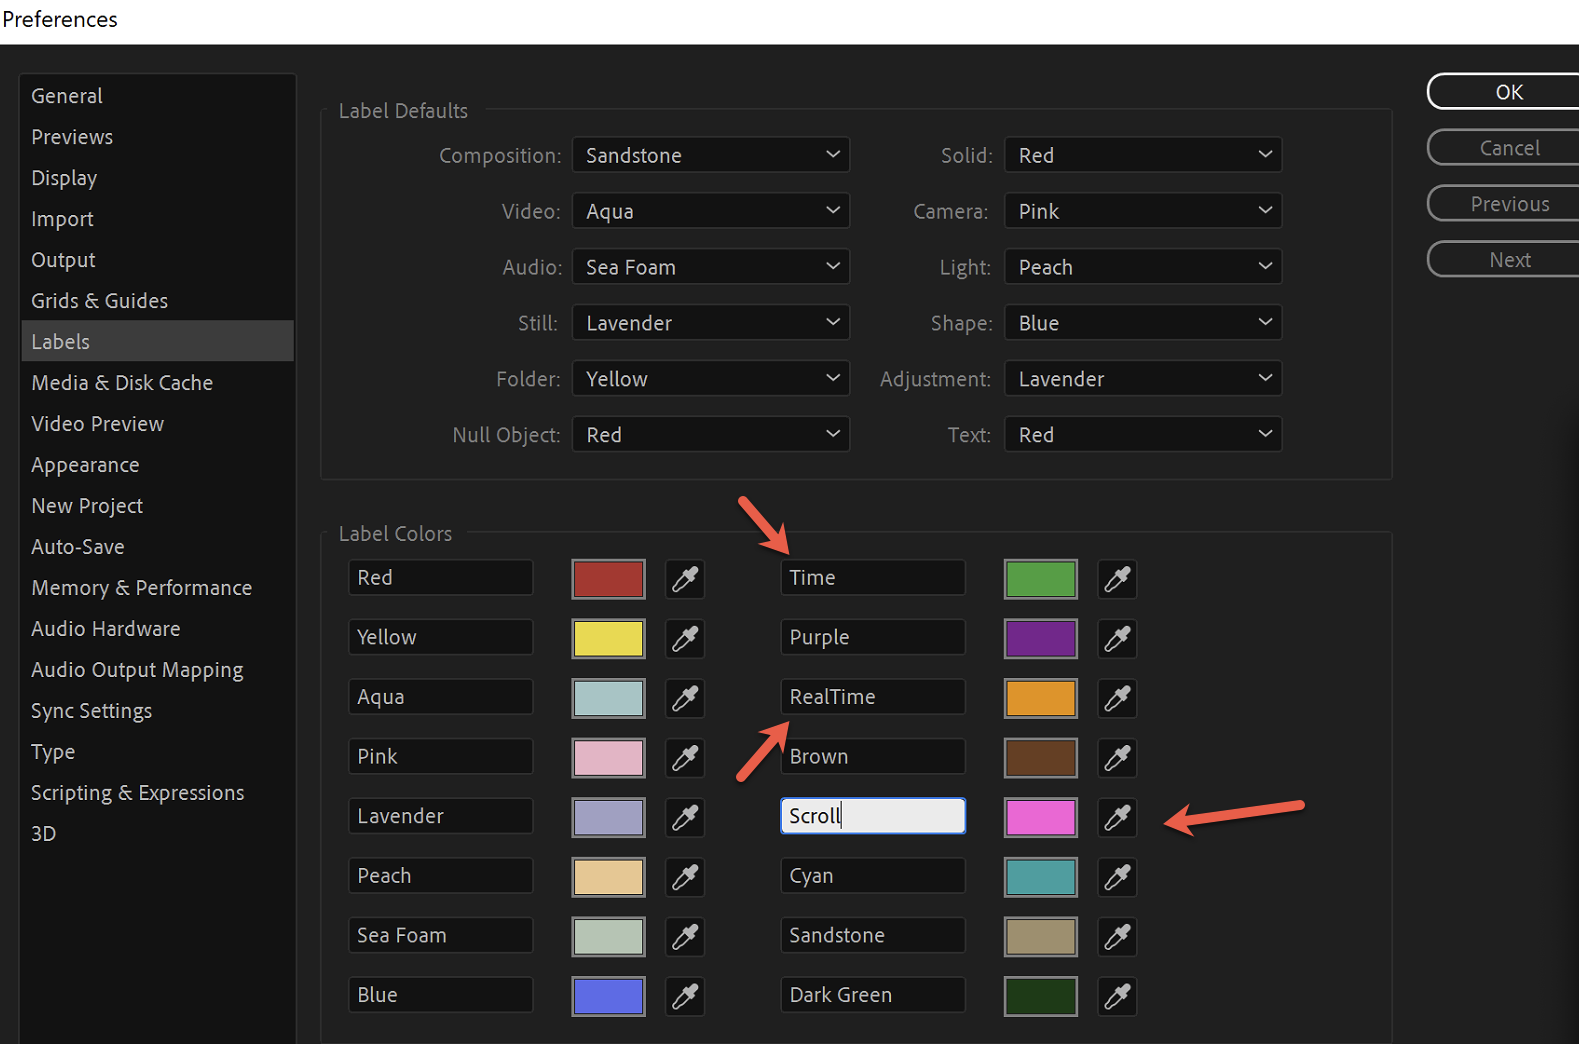 Preferences
General
Previews
Display
Import
Output
Grids & Guides
Labels
Media & Disk Cache
Video Preview
Appearance
New Project
Auto-Save
Memory & Performance
Audio Hardware
Audio Output Mapping
Sync Settings
Type
Scripting & Expressions
3D
Label Defaults
Composition: Sandstone Solid: Red
Video: Aqua Camera: Pink
Audio: Sea Foam Light: Peach
Still: Lavender Shape: Blue
Folder: Yellow Adjustment: Lavender
Null Object: Red Text: Red
Label Colors
Red Time
Yellow Purple
Aqua RealTime
Pink Brown
Lavender Scroll
Peach Cyan
Sea Foam Sandstone
Blue Dark Green
OK
Cancel
Previous
Next